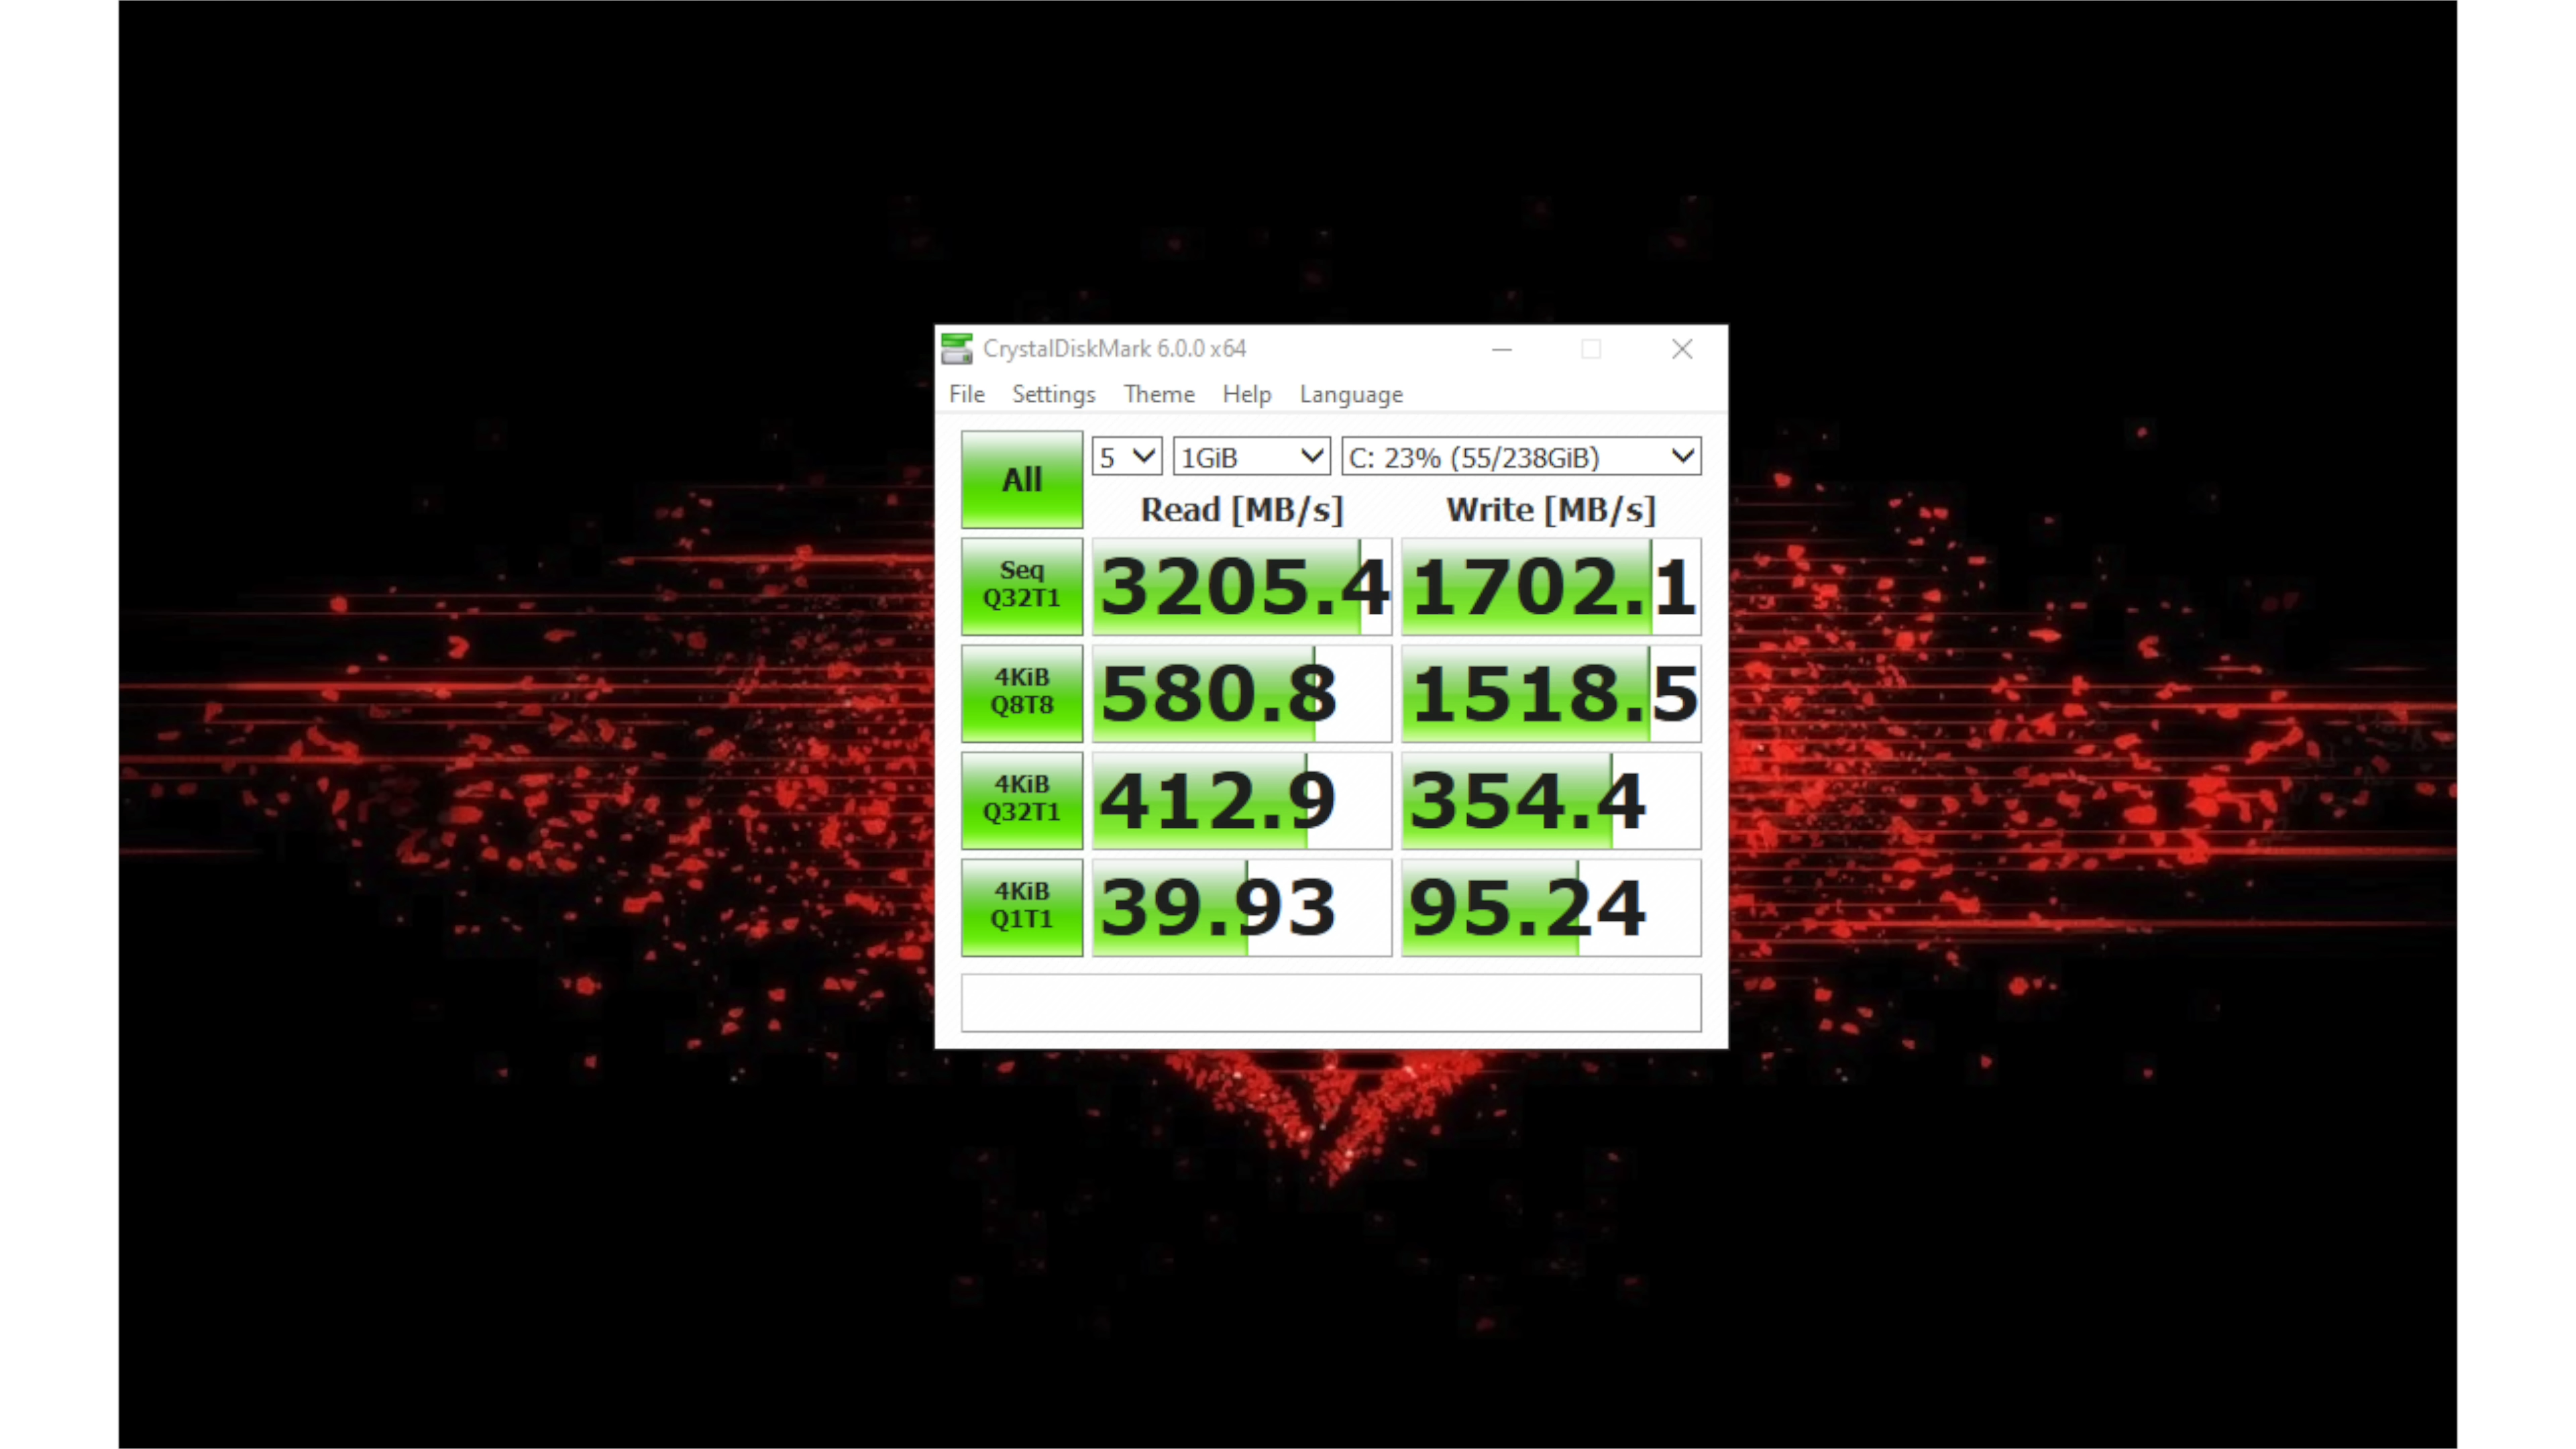 CrystalDiskMark 6.0.0 x64
File Settings Theme Help Language
All 5 1GiB C: 23% (55/238GiB)
Read [MB/s] Write [MB/s]
Seq
Q32T1 3205.4 1702.1
4KiB
Q8T8 580.8 1518.5
4KiB
Q32T1 412.9 354.4
4KiB
Q1T1 39.93 95.24